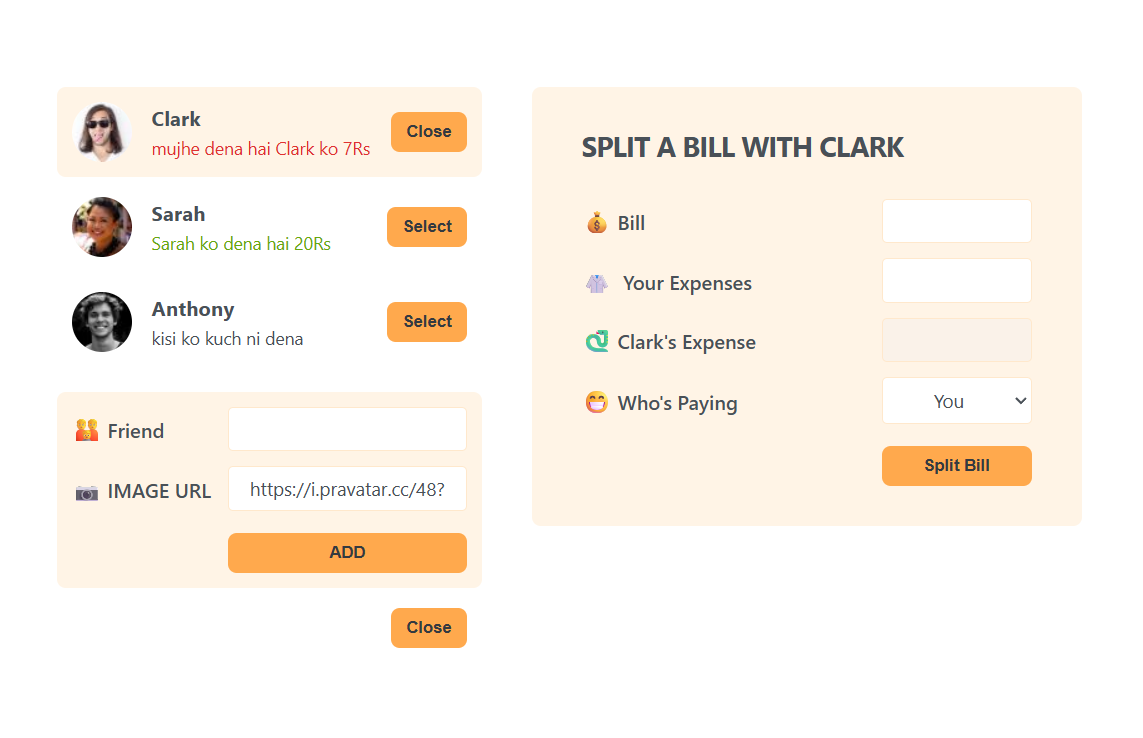 Clark
mujhe dena hai Clark ko 7Rs
Close
Sarah
Sarah ko dena hai 20Rs
Select
Anthony
kisi ko kuch ni dena
Select
Friend
IMAGE URL
https://i.pravatar.cc/48?
ADD
Close
SPLIT A BILL WITH CLARK
Bill
Your Expenses
Clark's Expense
Who's Paying
You
Split Bill